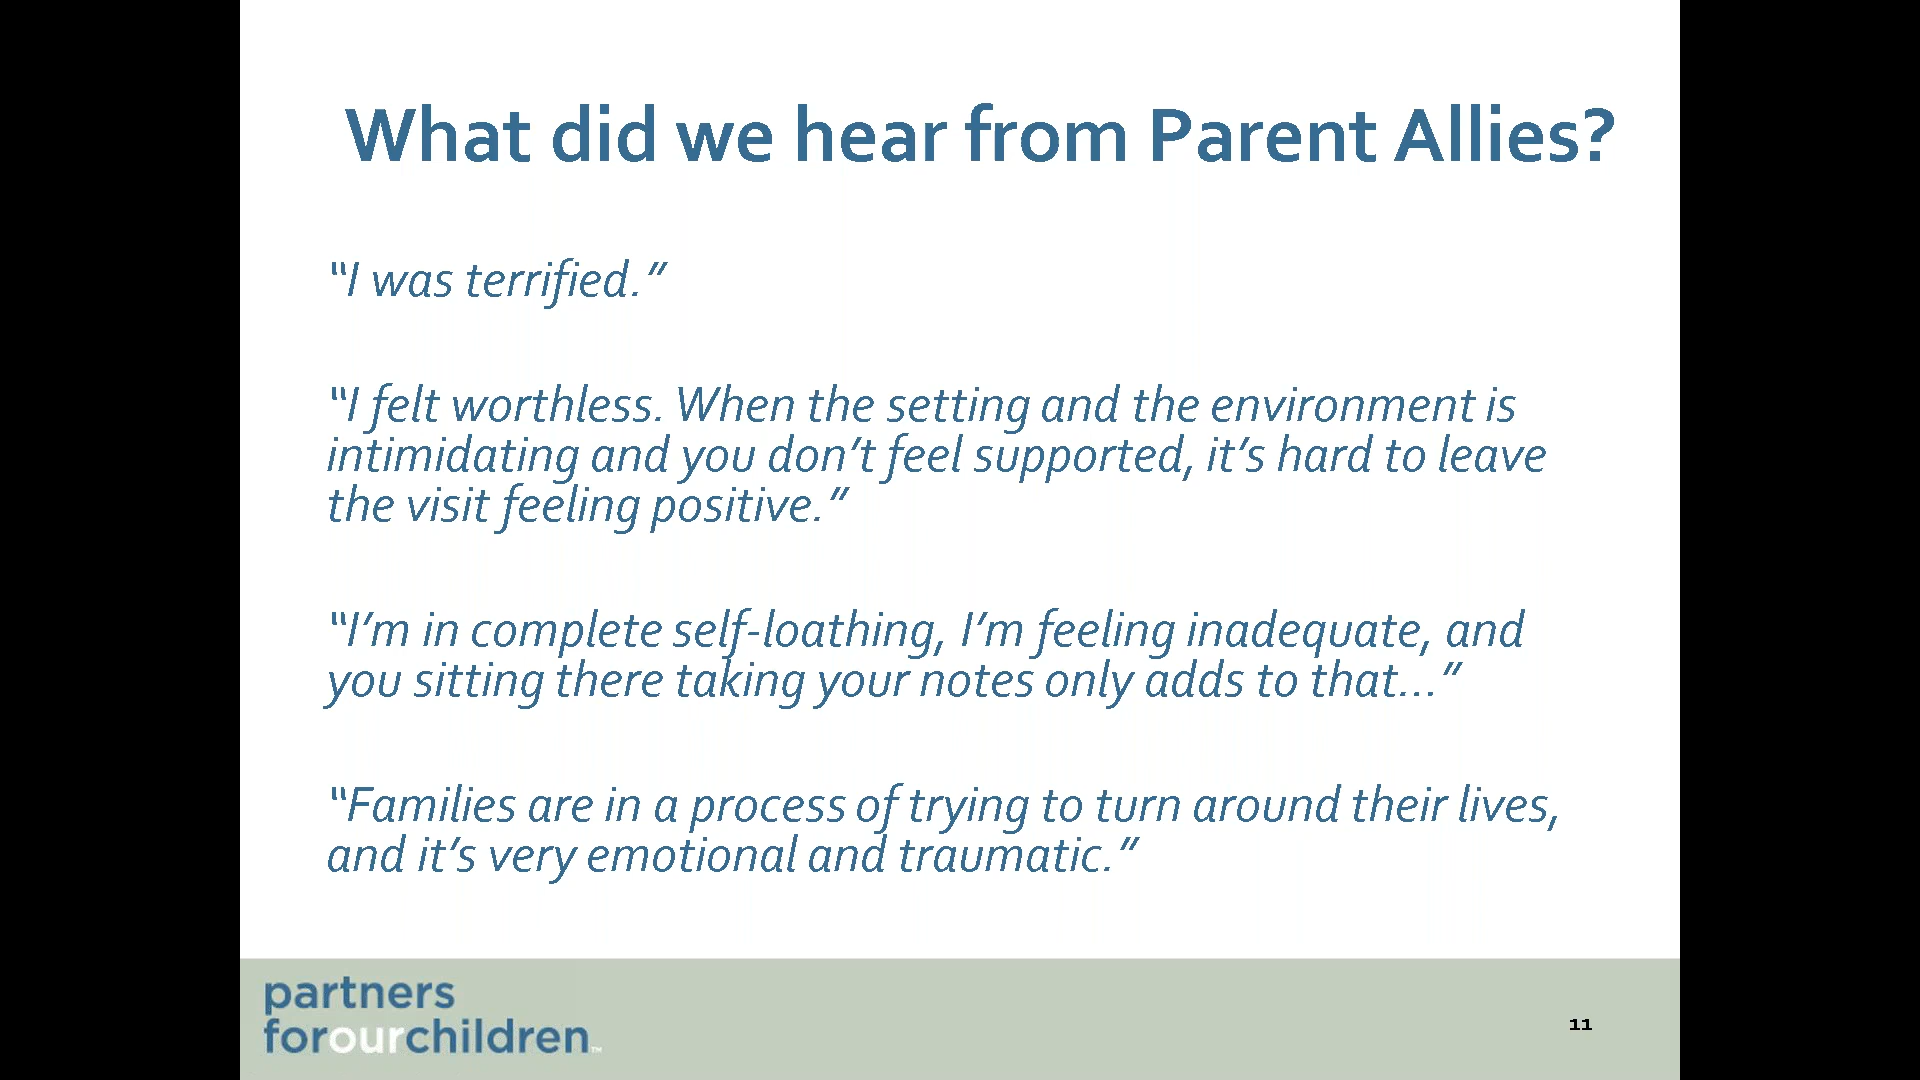 What did we hear from Parent Allies?
“I was terrified.”
“I felt worthless. When the setting and the environment is
intimidating and you don’t feel supported, it’s hard to leave
the visit feeling positive.”
“I’m in complete self-loathing, I’m feeling inadequate, and
you sitting there taking your notes only adds to that…”
“Families are in a process of trying to turn around their lives,
and it’s very emotional and traumatic.”
partners
forourchildren™
11